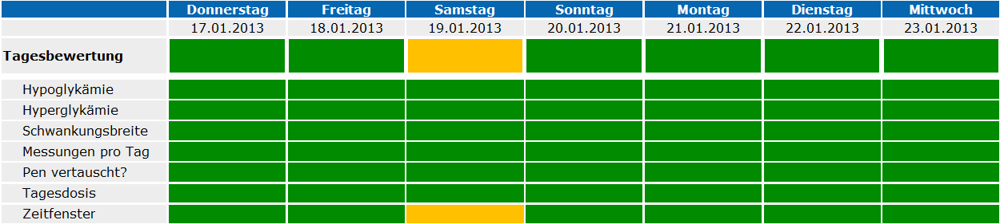 Donnerstag Freitag Samstag Sonntag Montag Dienstag Mittwoch
17.01.2013 18.01.2013 19.01.2013 20.01.2013 21.01.2013 22.01.2013 23.01.2013
Tagesbewertung
Hypoglykämie
Hyperglykämie
Schwankungsbreite
Messungen pro Tag
Pen vertauscht?
Tagesdosis
Zeitfenster